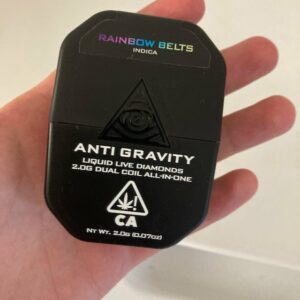 RAINBOW BELTS
INDICA
ANTI GRAVITY
LIQUID LIVE DIAMONDS
2.0G DUAL COIL ALL-IN-ONE
!
CA
NT WT. 2.0g (0.07oz)